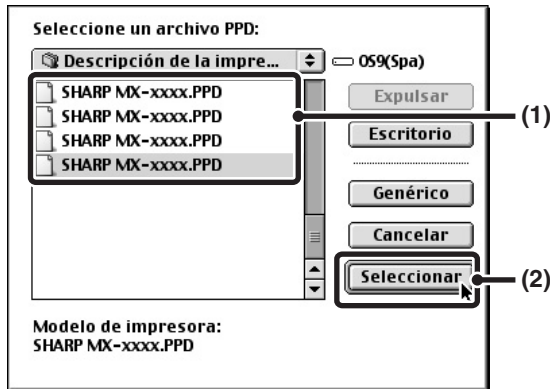 Seleccione un archivo PPD:
Descripción de la impre...
OS9(Spa)
SHARP MX-xxxx.PPD
SHARP MX-xxxx.PPD
SHARP MX-xxxx.PPD
SHARP MX-xxxx.PPD
Expulsar
(1)
Escritorio
Genérico
Cancelar
Seleccionar
(2)
Modelo de impresora:
SHARP MX-xxxx.PPD